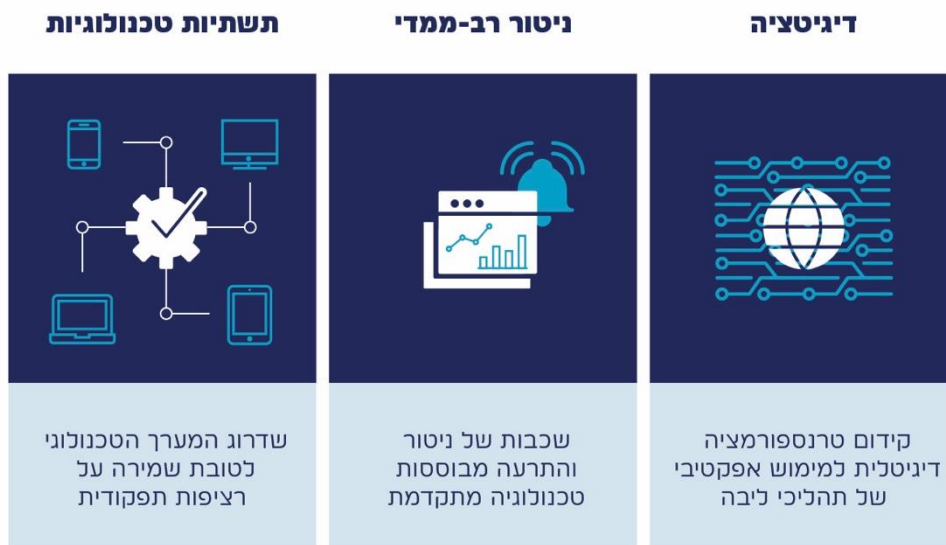 דיגיטציה
קידום טרנספורמציה
דיגיטלית למימוש אפקטיבי
של תהליכי ליבה
ניטור רב-ממדי
שכבות של ניטור
והתרעה מבוססות
טכנולוגיה מתקדמת
תשתיות טכנולוגיות
שדרוג המערך הטכנולוגי
לטובת שמירה על
רציפות תפקודית